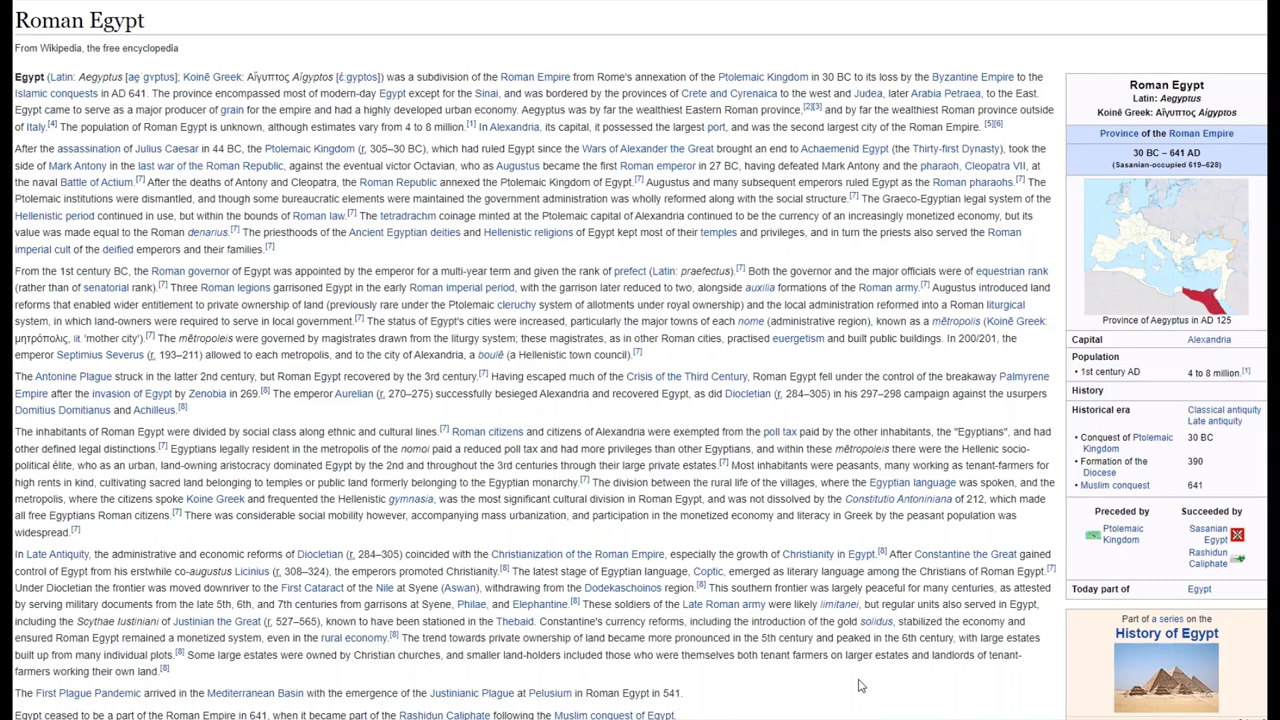 Roman Egypt
From Wikipedia, the free encyclopedia
Egypt (Latin: Aegyptus [ae̯ˈɡʏptʊs]; Koinē Greek: Αἴγυπτος Aígyptos [ɛ́ːɡyptos]) was a subdivision of the Roman Empire from Rome's annexation of the Ptolemaic Kingdom in 30 BC to its loss by the Byzantine Empire to the
Islamic conquests in AD 641. The province encompassed most of modern-day Egypt except for the Sinai, and was bordered by the provinces of Crete and Cyrenaica to the west and Judea, later Arabia Petraea, to the East.
Egypt came to serve as a major producer of grain for the empire and had a highly developed urban economy. Aegyptus was by far the wealthiest Eastern Roman province,[2][3] and by far the wealthiest Roman province outside
of Italy.[4] The population of Roman Egypt is unknown, although estimates vary from 4 to 8 million.[1] In Alexandria, its capital, it possessed the largest port, and was the second largest city of the Roman Empire. [5][6]
After the assassination of Julius Caesar in 44 BC, the Ptolemaic Kingdom (r. 305–30 BC), which had ruled Egypt since the Wars of Alexander the Great brought an end to Achaemenid Egypt (the Thirty-first Dynasty), took the
side of Mark Antony in the last war of the Roman Republic, against the eventual victor Octavian, who as Augustus became the first Roman emperor in 27 BC, having defeated Mark Antony and the pharaoh, Cleopatra VII, at
the naval Battle of Actium.[7] After the deaths of Antony and Cleopatra, the Roman Republic annexed the Ptolemaic Kingdom of Egypt.[7] Augustus and many subsequent emperors ruled Egypt as the Roman pharaohs.[7] The
Ptolemaic institutions were dismantled, and though some bureaucratic elements were maintained the government administration was wholly reformed along with the social structure.[7] The Graeco-Egyptian legal system of the
Hellenistic period continued in use, but within the bounds of Roman law.[7] The tetradrachm coinage minted at the Ptolemaic capital of Alexandria continued to be the currency of an increasingly monetized economy, but its
value was made equal to the Roman denarius.[7] The priesthoods of the Ancient Egyptian deities and Hellenistic religions of Egypt kept most of their temples and privileges, and in turn the priests also served the Roman
imperial cult of the deified emperors and their families.[7]
From the 1st century BC, the Roman governor of Egypt was appointed by the emperor for a multi-year term and given the rank of prefect (Latin: praefectus).[7] Both the governor and the major officials were of equestrian rank
(rather than of senatorial rank).[7] Three Roman legions garrisoned Egypt in the early Roman imperial period, with the garrison later reduced to two, alongside auxilia formations of the Roman army.[7] Augustus introduced land
reforms that enabled wider entitlement to private ownership of land (previously rare under the Ptolemaic cleruchy system of allotments under royal ownership) and the local administration reformed into a Roman liturgical
system, in which land-owners were required to serve in local government.[7] The status of Egypt's cities were increased, particularly the major towns of each nome (administrative region), known as a mētropolis (Koinē Greek:
μητρόπολις, lit. 'mother city').[7] The mētropoleis were governed by magistrates drawn from the liturgy system; these magistrates, as in other Roman cities, practised euergetism and built public buildings. In 200/201, the
emperor Septimius Severus (r. 193–211) allowed to each metropolis, and to the city of Alexandria, a boulē (a Hellenistic town council).[7]
The Antonine Plague struck in the latter 2nd century, but Roman Egypt recovered by the 3rd century.[7] Having escaped much of the Crisis of the Third Century, Roman Egypt fell under the control of the breakaway Palmyrene
Empire after the invasion of Egypt by Zenobia in 269.[8] The emperor Aurelian (r. 270–275) successfully besieged Alexandria and recovered Egypt, as did Diocletian (r. 284–305) in his 297–298 campaign against the usurpers
Domitius Domitianus and Achilleus.[8]
The inhabitants of Roman Egypt were divided by social class along ethnic and cultural lines.[7] Roman citizens and citizens of Alexandria were exempted from the poll tax paid by the other inhabitants, the "Egyptians", and had
other defined legal distinctions.[7] Egyptians legally resident in the metropolis of the nomoi paid a reduced poll tax and had more privileges than other Egyptians, and within these mētropoleis there were the Hellenic socio-
political élite, who as an urban, land-owning aristocracy dominated Egypt by the 2nd and throughout the 3rd centuries through their large private estates.[7] Most inhabitants were peasants, many working as tenant-farmers for
high rents in kind, cultivating sacred land belonging to temples or public land formerly belonging to the Egyptian monarchy.[7] The division between the rural life of the villages, where the Egyptian language was spoken, and the
metropolis, where the citizens spoke Koine Greek and frequented the Hellenistic gymnasia, was the most significant cultural division in Roman Egypt, and was not dissolved by the Constitutio Antoniniana of 212, which made
all free Egyptians Roman citizens.[7] There was considerable social mobility however, accompanying mass urbanization, and participation in the monetized economy and literacy in Greek by the peasant population was
widespread.[7]
In Late Antiquity, the administrative and economic reforms of Diocletian (r. 284–305) coincided with the Christianization of the Roman Empire, especially the growth of Christianity in Egypt.[8] After Constantine the Great gained
control of Egypt from his erstwhile co-augustus Licinius (r. 308–324), the emperors promoted Christianity.[8] The latest stage of Egyptian language, Coptic, emerged as literary language among the Christians of Roman Egypt.[7]
Under Diocletian the frontier was moved downriver to the First Cataract of the Nile at Syene (Aswan), withdrawing from the Dodekaschoinos region.[8] This southern frontier was largely peaceful for many centuries, as attested
by serving military documents from the late 5th, 6th, and 7th centuries from garrisons at Syene, Philae, and Elephantine.[8] These soldiers of the Late Roman army were likely limitanei, but regular units also served in Egypt,
including the Scythae Iustiniani of Justinian the Great (r. 527–565), known to have been stationed in the Thebaid. Constantine's currency reforms, including the introduction of the gold solidus, stabilized the economy and
ensured Roman Egypt remained a monetized system, even in the rural economy.[8] The trend towards private ownership of land became more pronounced in the 5th century and peaked in the 6th century, with large estates
built up from many individual plots.[8] Some large estates were owned by Christian churches, and smaller land-holders included those who were themselves both tenant farmers on larger estates and landlords of tenant-
farmers working their own land.[8]
The First Plague Pandemic arrived in the Mediterranean Basin with the emergence of the Justinianic Plague at Pelusium in Roman Egypt in 541.
Egypt ceased to be a part of the Roman Empire in 641, when it became part of the Rashidun Caliphate following the Muslim conquest of Egypt.
Roman Egypt
Latin: Aegyptus
Koinē Greek: Αἴγυπτος Aígyptos
Province of the Roman Empire
30 BC – 641 AD
(Sasanian-occupied 619–628)
Province of Aegyptus in AD 125
Capital Alexandria
Population
• 1st century AD 4 to 8 million.[1]
History
Historical era Classical antiquity
Late antiquity
• Conquest of Ptolemaic Kingdom 30 BC
• Formation of the Diocese 390
• Muslim conquest 641
Preceded by Succeeded by
Ptolemaic Kingdom Sasanian Egypt
Rashidun Caliphate
Today part of Egypt
Part of a series on the
History of Egypt